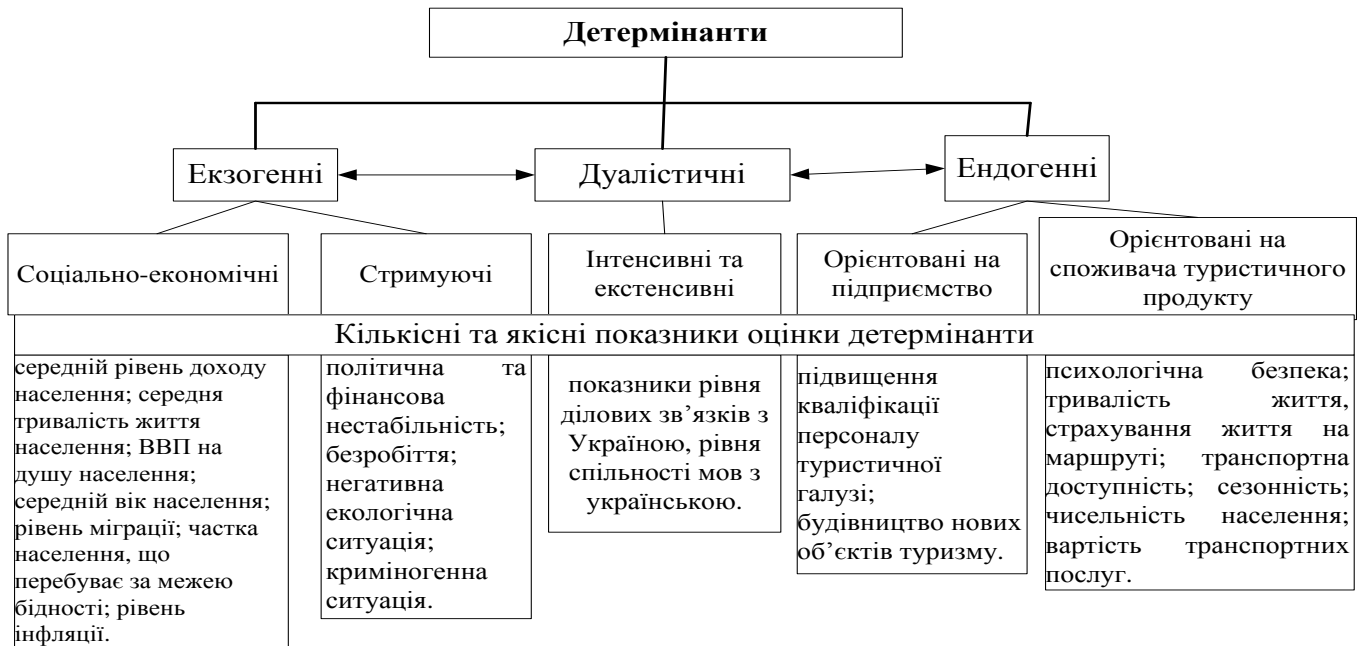 Детермінанти
Екзогенні
Дуалістичні
Ендогенні
Соціально-економічні
Стримуючі
Інтенсивні та
екстенсивні
Орієнтовані на
підприємство
Орієнтовані на
споживача туристичного
продукту
Кількісні та якісні показники оцінки детермінанти
середній рівень доходу
населення; середня
тривалість життя
населення; ВВП на
душу населення;
середній вік населення;
рівень міграції; частка
населення, що
перебуває за межею
бідності; рівень
інфляції.
політична та
фінансова
нестабільність;
безробіття;
негативна
екологічна
ситуація;
криміногенна
ситуація.
показники рівня
ділових зв’язків з
Україною, рівня
спільності мов з
українською.
підвищення
кваліфікації
персоналу
туристичної
галузі;
будівництво нових
об’єктів туризму.
психологічна безпека;
тривалість життя,
страхування життя на
маршруті; транспортна
доступність; сезонність;
чисельність населення;
вартість транспортних
послуг.